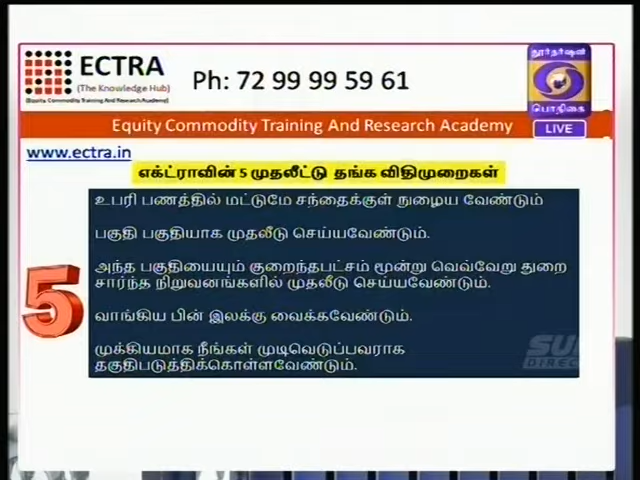 ECTRA
(The Knowledge Hub)
(Equity Commodity Training And Research Academy)
Ph: 72 99 99 59 61
தூர்தர்ஷன்
பொதிகை
LIVE
Equity Commodity Training And Research Academy
www.ectra.in
எக்ட்ராவின் 5 முதலீட்டு தங்க விதிமுறைகள்
உபரி பணத்தில் மட்டுமே சந்தைக்குள் நுழைய வேண்டும்
பகுதி பகுதியாக முதலீடு செய்யவேண்டும்.
அந்த பகுதியையும் குறைந்தபட்சம் மூன்று வெவ்வேறு துறை
சார்ந்த நிறுவனங்களில் முதலீடு செய்யவேண்டும்.
5
வாங்கிய பின் இலக்கு வைக்கவேண்டும்.
முக்கியமாக நீங்கள் முடிவெடுப்பவராக
தகுதிபடுத்திக்கொள்ளவேண்டும்.
SUN
DIRECT